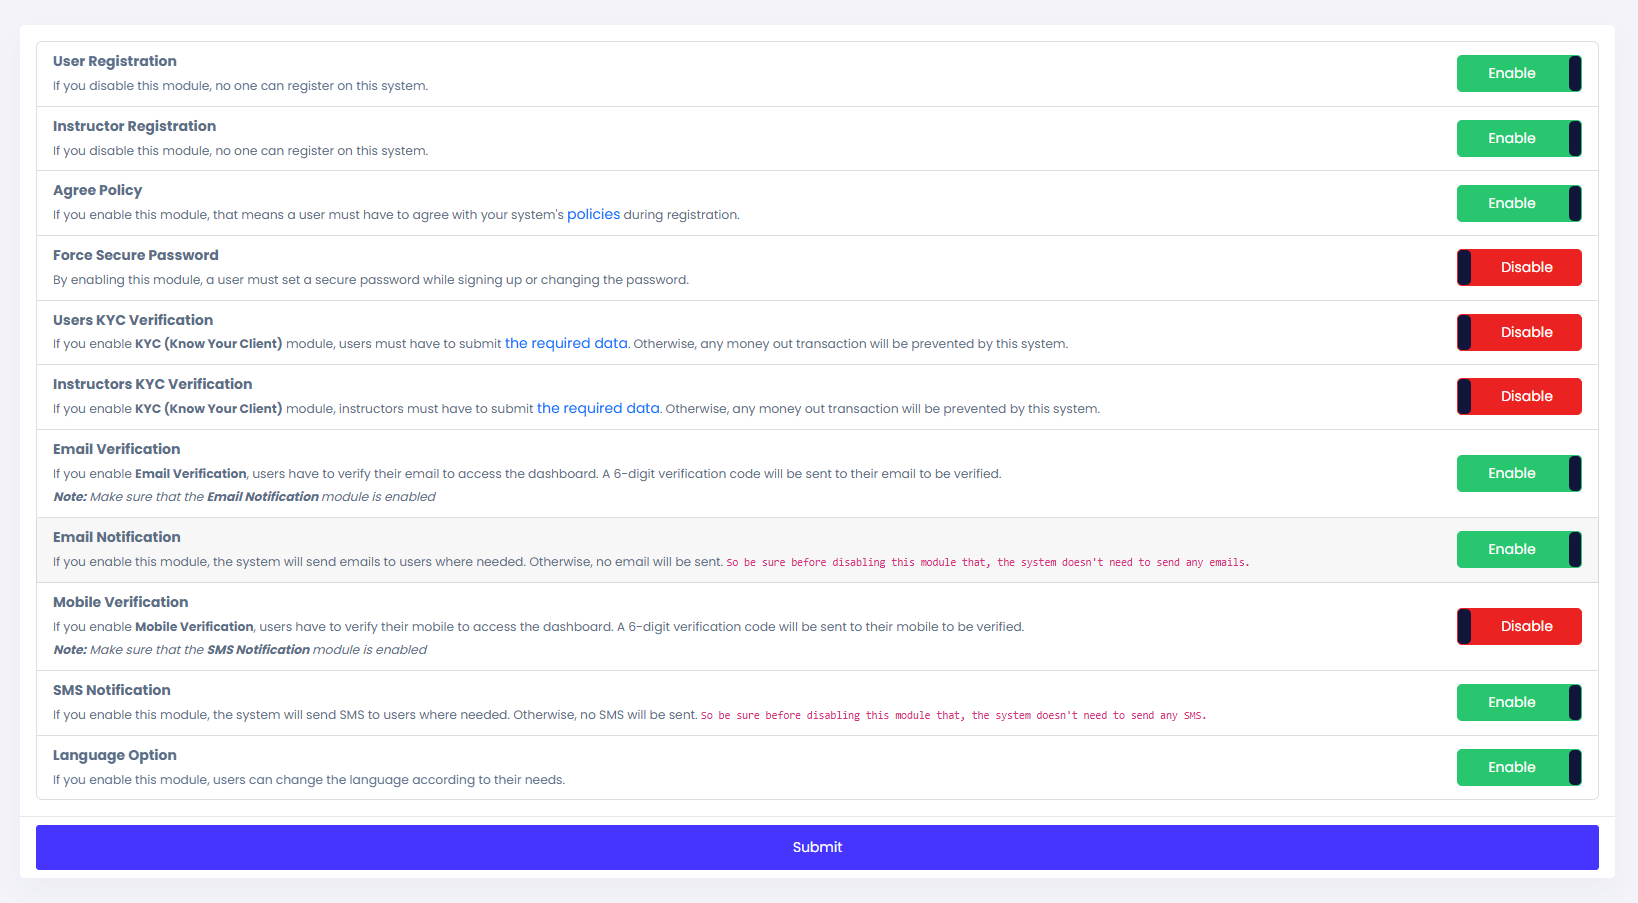 User Registration
If you disable this module, no one can register on this system.
Enable
Instructor Registration
If you disable this module, no one can register on this system.
Enable
Agree Policy
If you enable this module, that means a user must have to agree with your system's policies during registration.
Enable
Force Secure Password
By enabling this module, a user must set a secure password while signing up or changing the password.
Disable
Users KYC Verification
If you enable KYC (Know Your Client) module, users must have to submit the required data. Otherwise, any money out transaction will be prevented by this system.
Disable
Instructors KYC Verification
If you enable KYC (Know Your Client) module, instructors must have to submit the required data. Otherwise, any money out transaction will be prevented by this system.
Disable
Email Verification
If you enable Email Verification, users have to verify their email to access the dashboard. A 6-digit verification code will be sent to their email to be verified.
Note: Make sure that the Email Notification module is enabled
Enable
Email Notification
If you enable this module, the system will send emails to users where needed. Otherwise, no email will be sent. So be sure before disabling this module that, the system doesn't need to send any emails.
Enable
Mobile Verification
If you enable Mobile Verification, users have to verify their mobile to access the dashboard. A 6-digit verification code will be sent to their mobile to be verified.
Note: Make sure that the SMS Notification module is enabled
Disable
SMS Notification
If you enable this module, the system will send SMS to users where needed. Otherwise, no SMS will be sent. So be sure before disabling this module that, the system doesn't need to send any SMS.
Enable
Language Option
If you enable this module, users can change the language according to their needs.
Enable
Submit